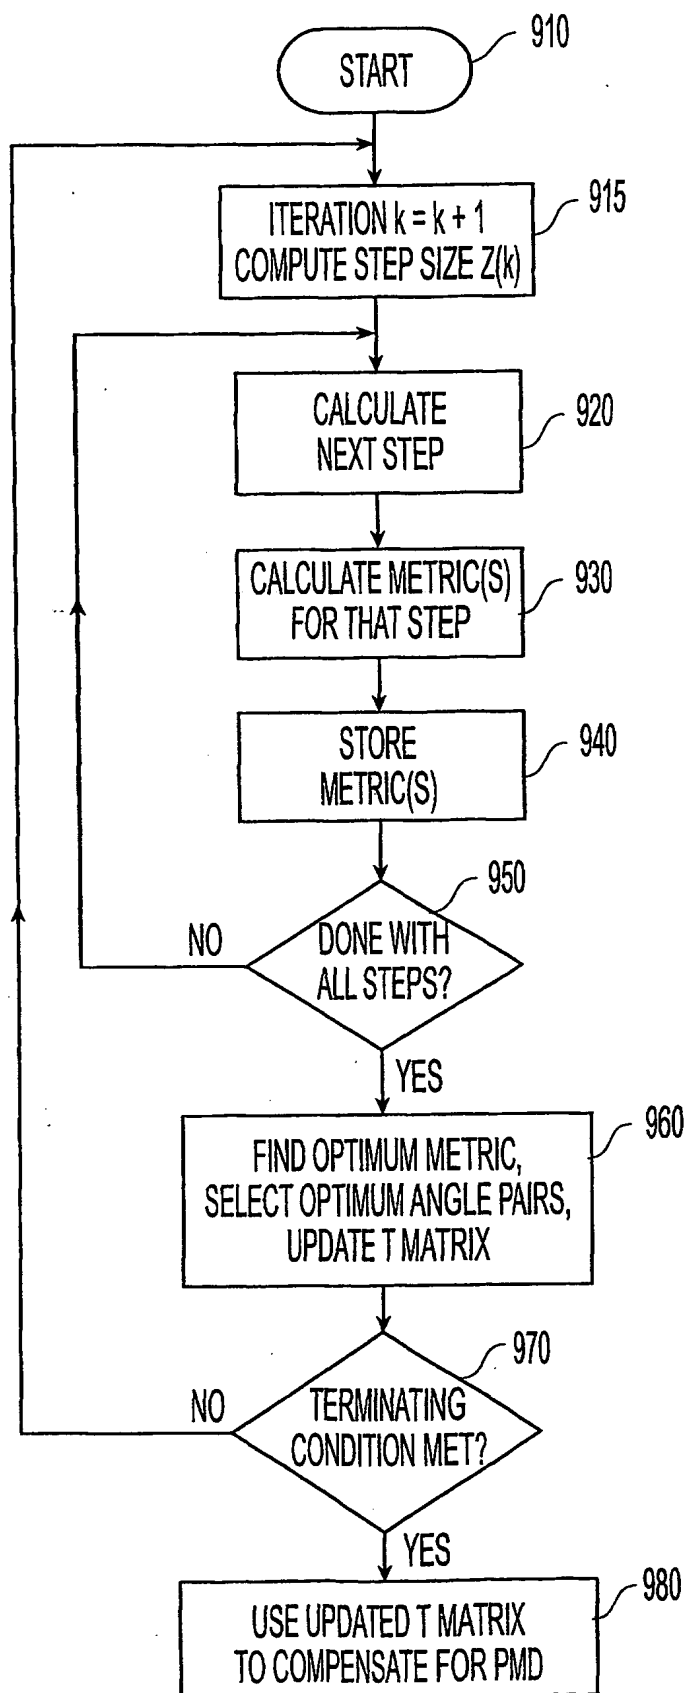 START
910
ITERATION k = k + 1
COMPUTE STEP SIZE Z(k)
915
CALCULATE
NEXT STEP
920
CALCULATE METRIC(S)
FOR THAT STEP
930
STORE
METRIC(S)
940
DONE WITH
ALL STEPS?
950
NO
YES
FIND OPTIMUM METRIC,
SELECT OPTIMUM ANGLE PAIRS,
UPDATE T MATRIX
960
TERMINATING
CONDITION MET?
970
NO
YES
USE UPDATED T MATRIX
TO COMPENSATE FOR PMD
980